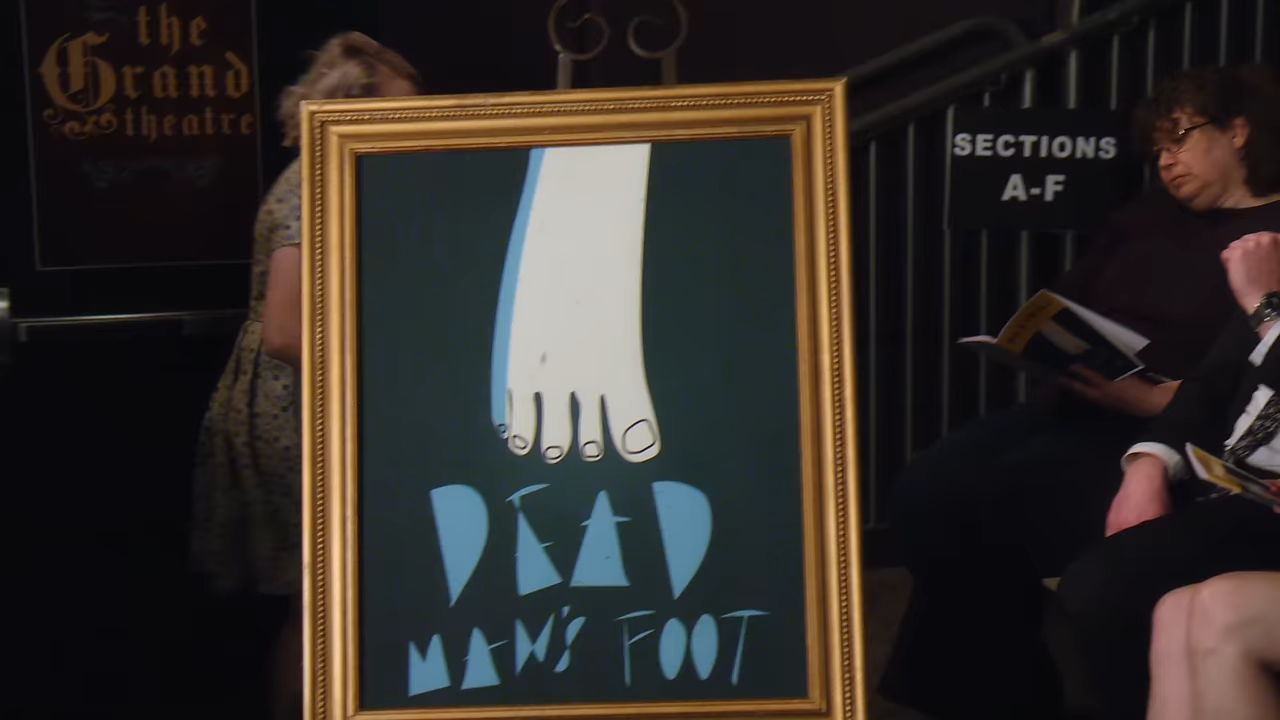 the
Grand
theatre
SECTIONS
A-F
DEAD
MAN'S FOOT